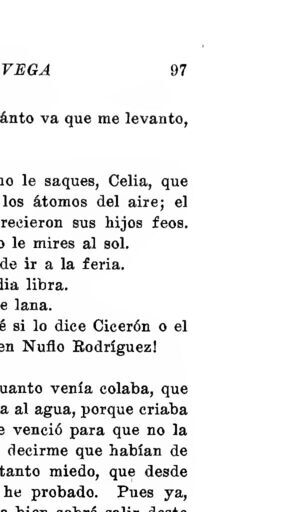 VEGA 97
ánto va que me levanto,
no le saques, Celia, que
los átomos del aire; el
recieron sus hijos feos.
o le mires al sol.
de ir a la feria.
dia libra.
e lana.
é si lo dice Cicerón o el
en Nuflo Rodríguez!
uanto venía colaba, que
a al agua, porque criaba
e venció para que no la
decirme que habían de
tanto miedo, que desde
he probado. Pues ya,